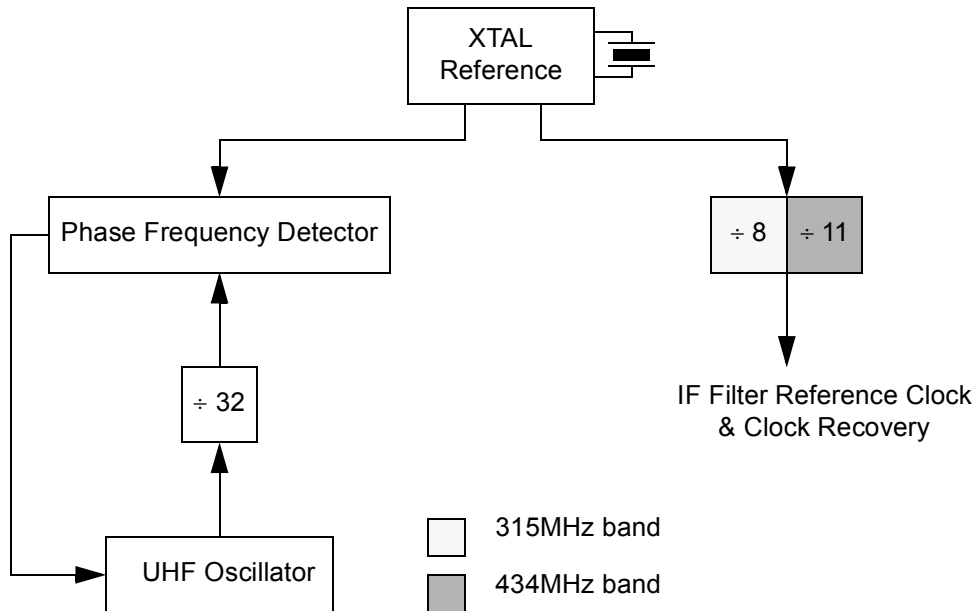 XTAL
Reference
Phase Frequency Detector
÷ 8
÷ 11
÷ 32
IF Filter Reference Clock
& Clock Recovery
UHF Oscillator
315MHz band
434MHz band